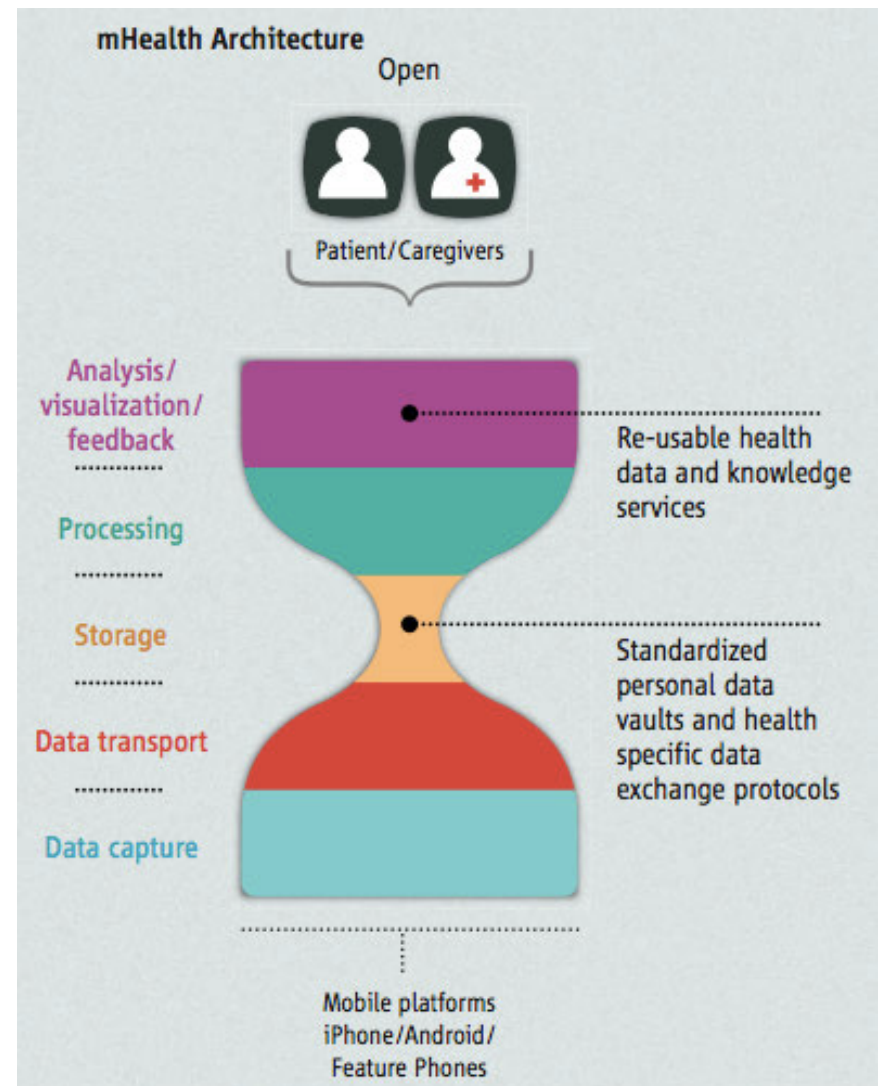 mHealth Architecture
Open
Patient/Caregivers
Analysis/
visualization/
feedback
Re-usable health
data and knowledge
services
Processing
Storage
Standardized
personal data
vaults and health
specific data
exchange protocols
Data transport
Data capture
Mobile platforms
iPhone/Android/
Feature Phones